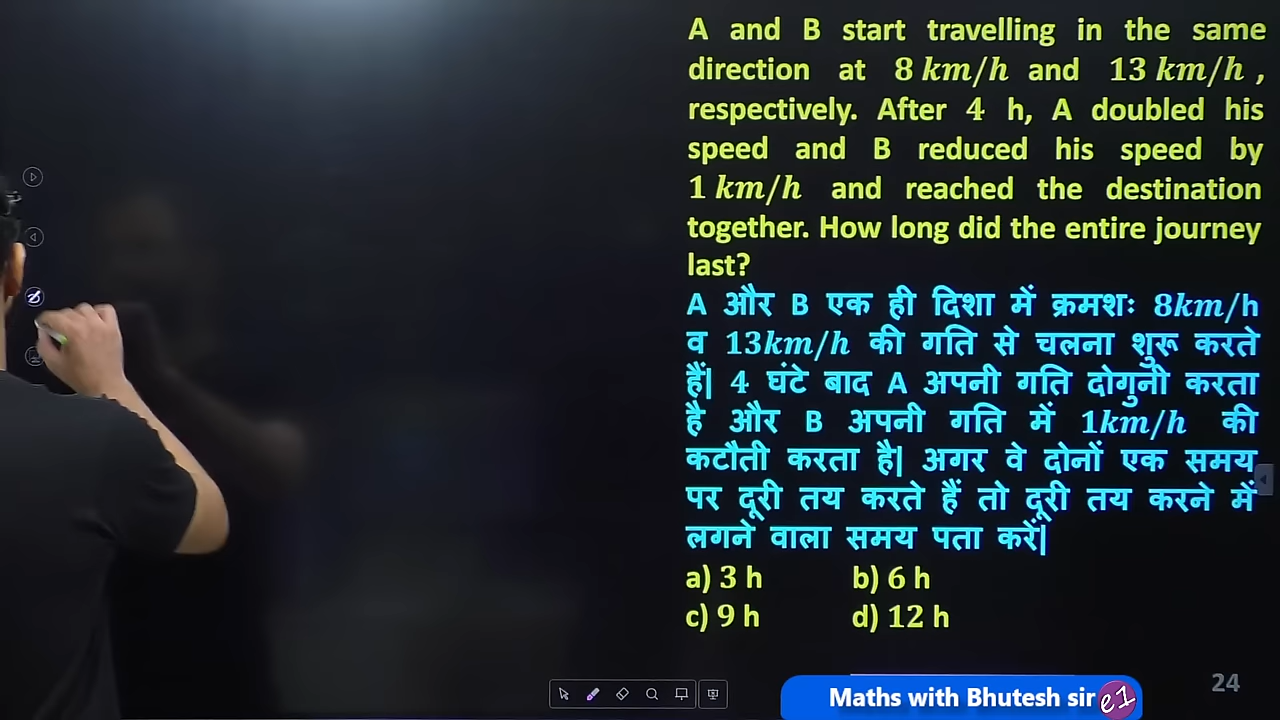 A and B start travelling in the same
direction at 8 km/h and 13 km/h ,
respectively. After 4 h, A doubled his
speed and B reduced his speed by
1 km/h and reached the destination
together. How long did the entire journey
last?
A और B एक ही दिशा में क्रमशः 8km/h
व 13km/h की गति से चलना शुरू करते
हैं| 4 घंटे बाद A अपनी गति दोगुनी करता
है और B अपनी गति में 1km/h की
कटौती करता है| अगर वे दोनों एक समय
पर दूरी तय करते हैं तो दूरी तय करने में
लगने वाला समय पता करें|
a) 3 h b) 6 h
c) 9 h d) 12 h
24
Maths with Bhutesh sir e1